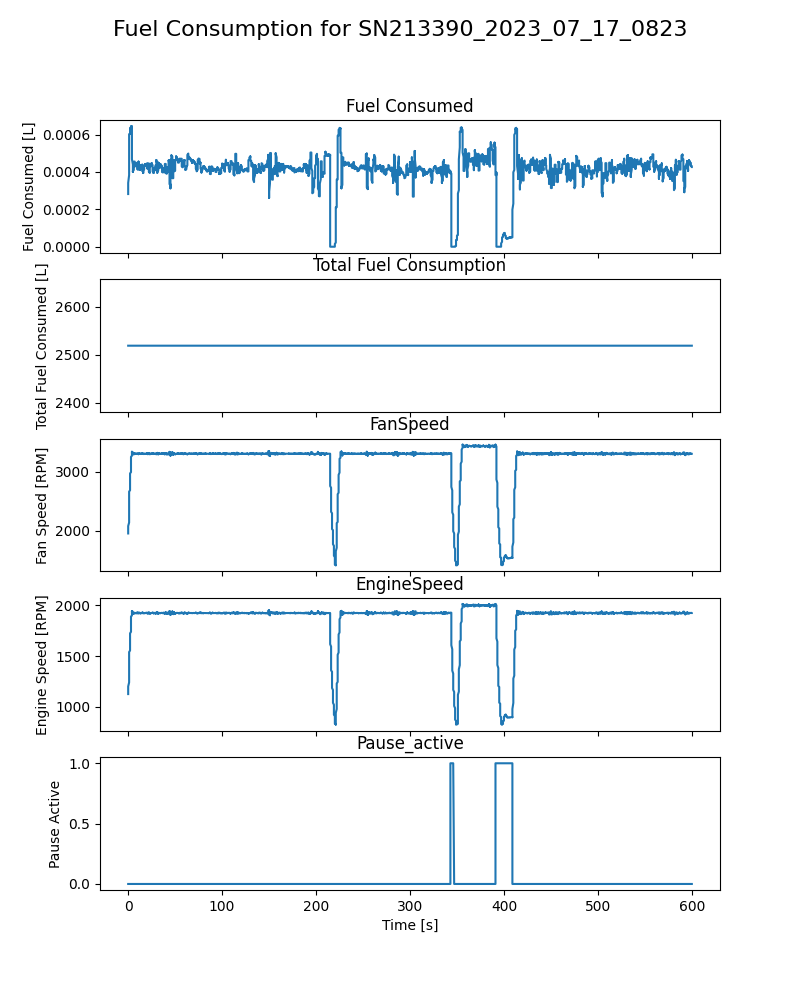 Fuel Consumption for SN213390_2023_07_17_0823
Fuel Consumed
Fuel Consumed [L]
0.0006
0.0004
0.0002
0.0000
Total Fuel Consumption
Total Fuel Consumed [L]
2600
2500
2400
FanSpeed
Fan Speed [RPM]
3000
2000
EngineSpeed
Engine Speed [RPM]
2000
1500
1000
Pause_active
Pause Active
1.0
0.5
0.0
0 100 200 300 400 500 600
Time [s]